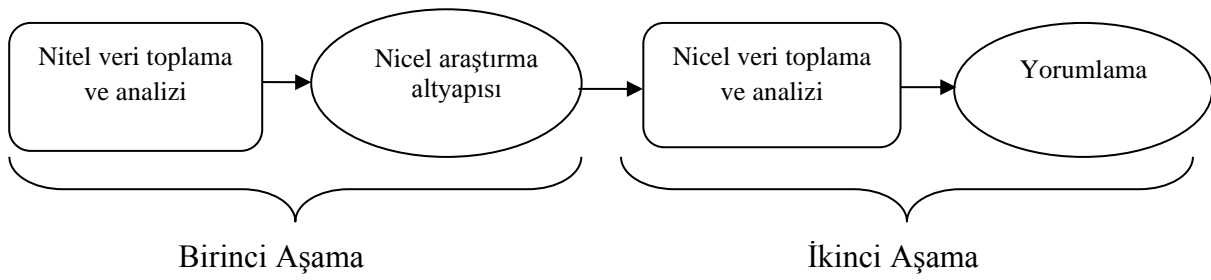 Nitel veri toplama
ve analizi
Nicel araştırma
altyapısı
Nicel veri toplama
ve analizi
Yorumlama
Birinci Aşama
İkinci Aşama